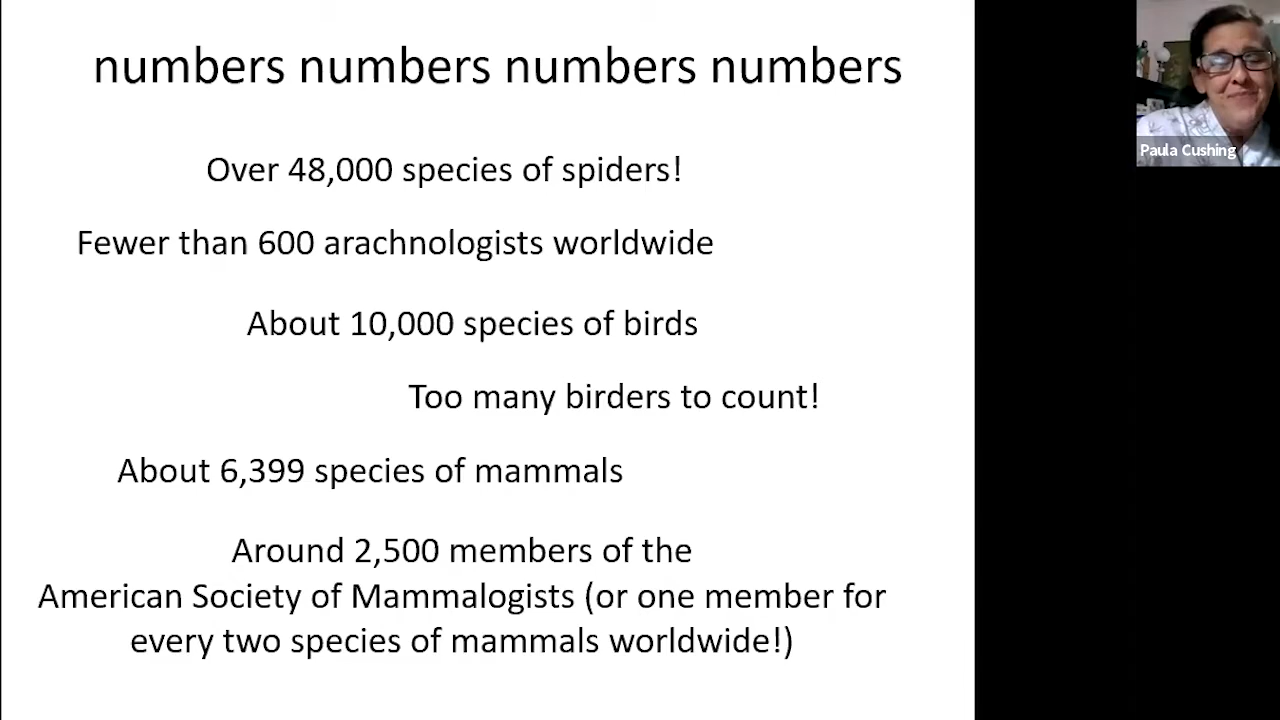 numbers numbers numbers numbers
Over 48,000 species of spiders!
Fewer than 600 arachnologists worldwide
About 10,000 species of birds
Too many birders to count!
About 6,399 species of mammals
Around 2,500 members of the
American Society of Mammalogists (or one member for
every two species of mammals worldwide!)
Paula Cushing